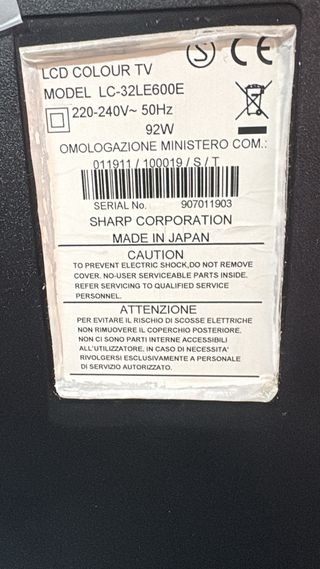 S CE
LCD COLOUR TV
MODEL LC-32LE600E
220-240V~ 50Hz
92W
OMOLOGAZIONE MINISTERO COM.:
011911 / 100019 / S / T
SERIAL No. 907011903
SHARP CORPORATION
MADE IN JAPAN
CAUTION
TO PREVENT ELECTRIC SHOCK,DO NOT REMOVE
COVER. NO-USER SERVICEABLE PARTS INSIDE.
REFER SERVICING TO QUALIFIED SERVICE
PERSONNEL.
ATTENZIONE
PER EVITARE IL RISCHIO DI SCOSSE ELETTRICHE
NON RIMUOVERE IL COPERCHIO POSTERIORE.
NON CI SONO PARTI INTERNE ACCESSIBILI
ALL'UTILIZZATORE, IN CASO DI NECESSITA'
RIVOLGERSI ESCLUSIVAMENTE A PERSONALE
DI SERVIZIO AUTORIZZATO.